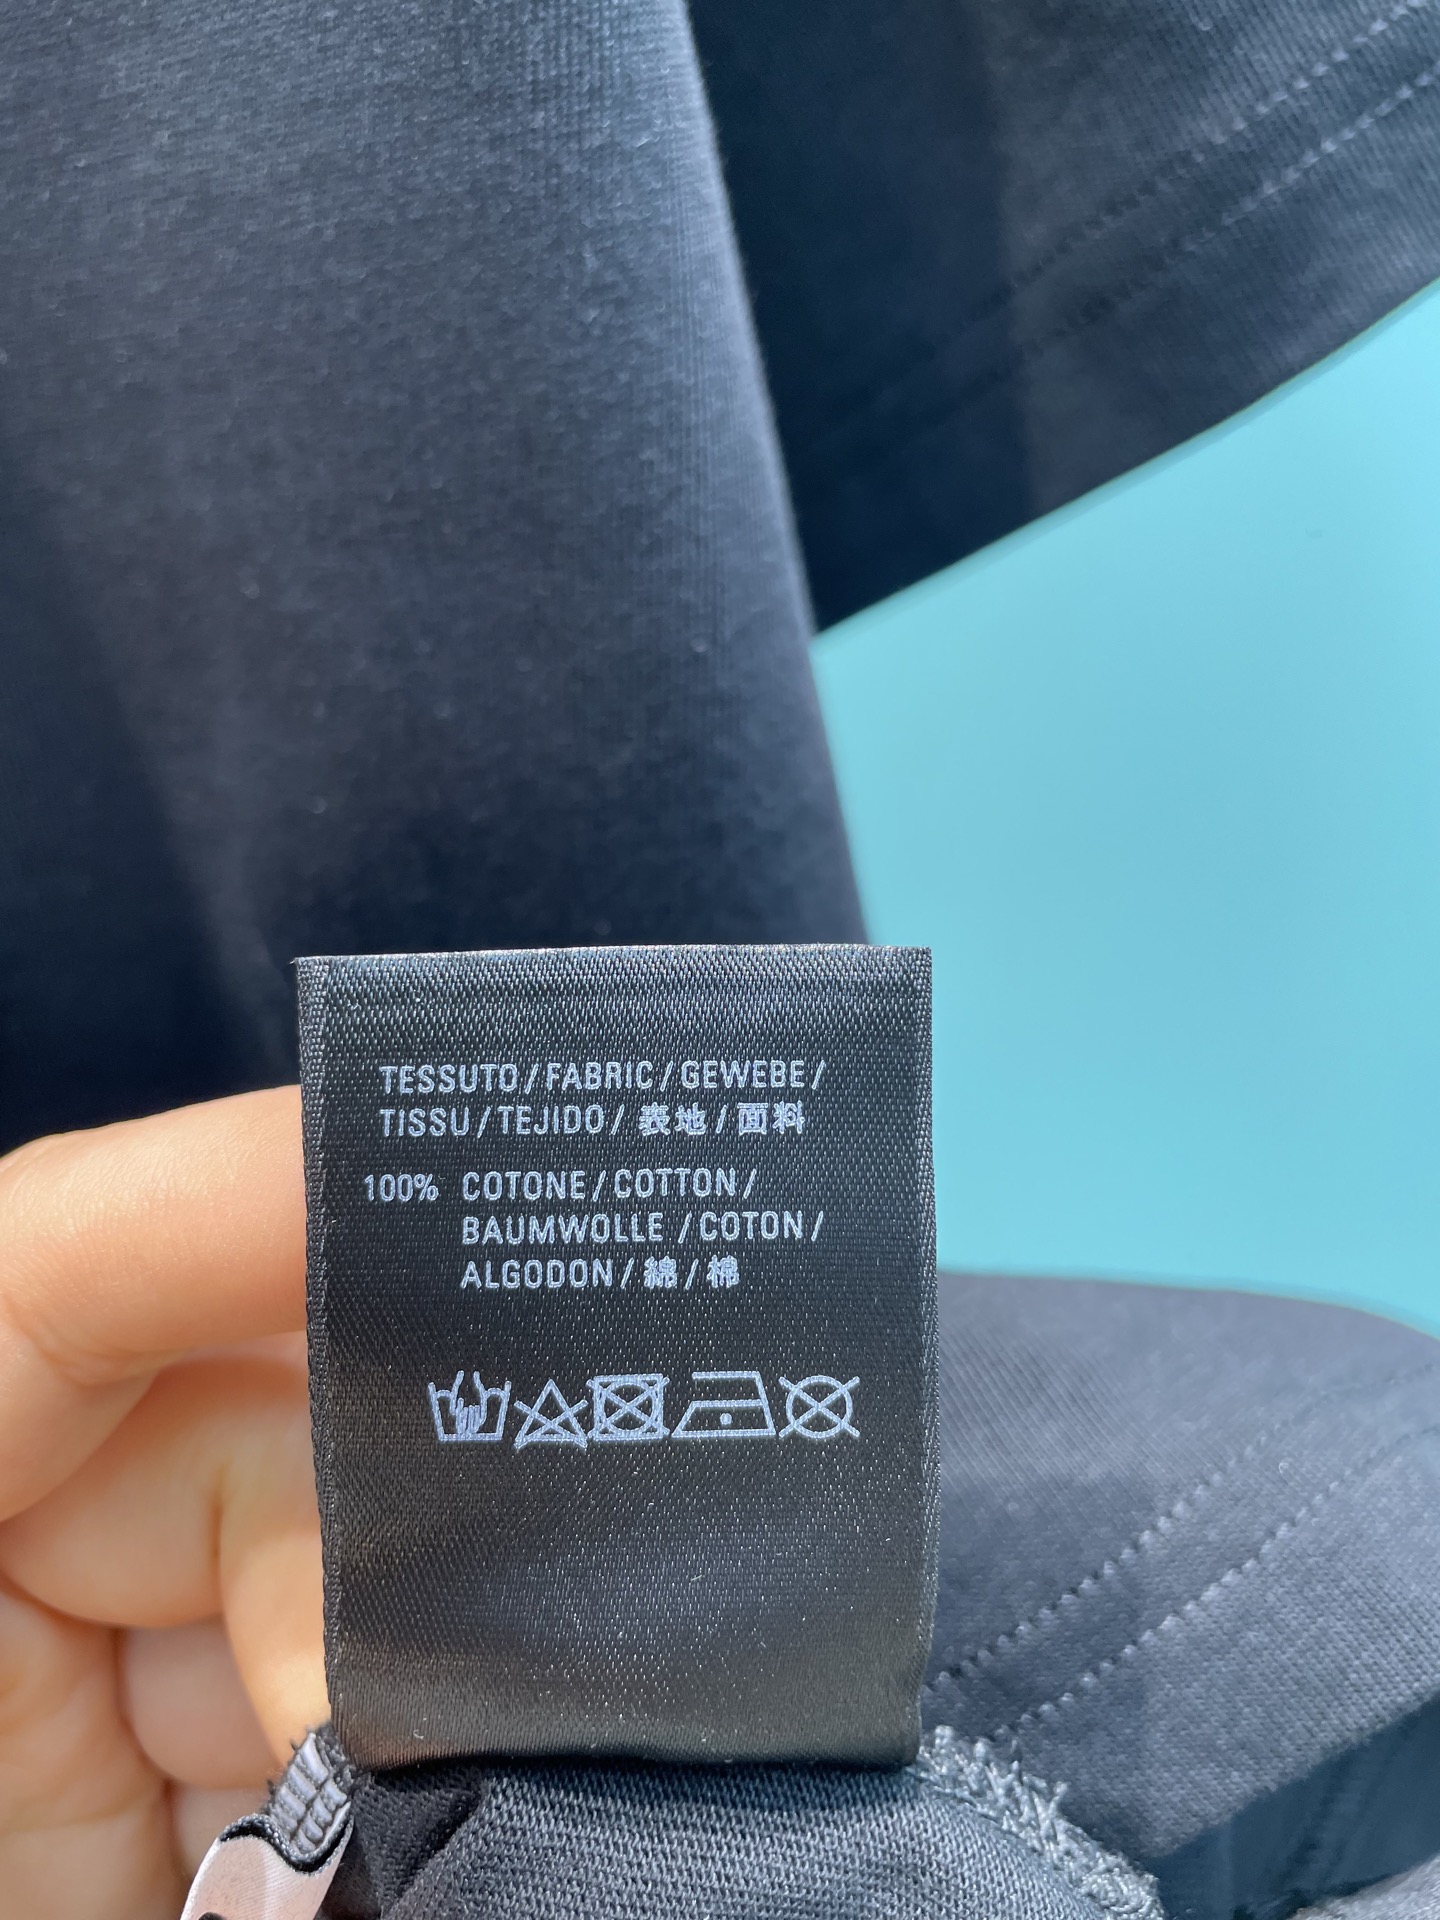 TESSUTO / FABRIC / GEWEBE /
TISSU / TEJIDO / 表地 / 面料
100% COTONE / COTTON /
BAUMWOLLE / COTON /
ALGODON / 綿 / 棉